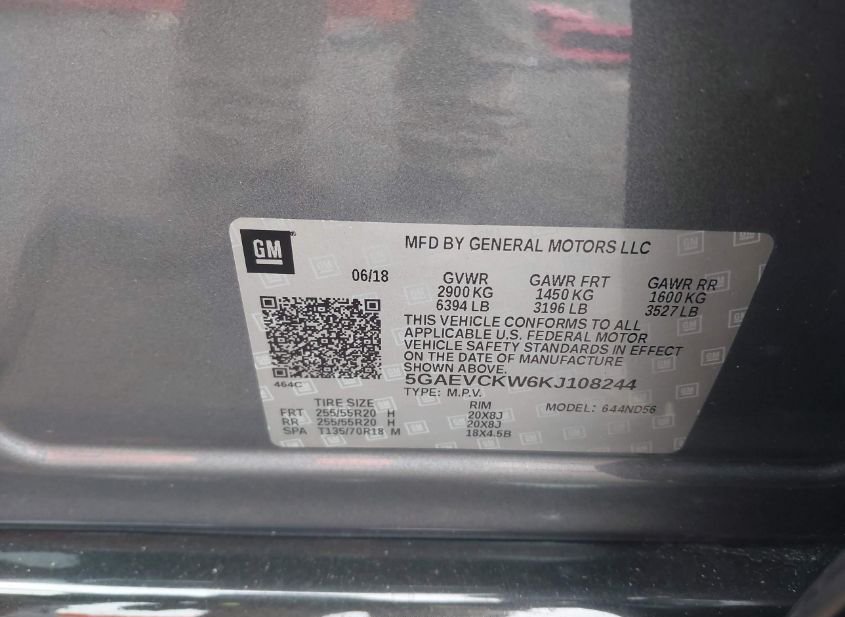 GM
MFD BY GENERAL MOTORS LLC
06/18 GVWR GAWR FRT GAWR RR
2900 KG 1450 KG 1600 KG
6394 LB 3196 LB 3527 LB
THIS VEHICLE CONFORMS TO ALL
APPLICABLE U.S. FEDERAL MOTOR
VEHICLE SAFETY STANDARDS IN EFFECT
ON THE DATE OF MANUFACTURE
SHOWN ABOVE.
464C 5GAEVCKW6KJ108244
TYPE: M.P.V.
TIRE SIZE RIM MODEL: 644ND56
FRT 255/55R20 H 20X8J
RR 255/55R20 H 20X8J
SPA T135/70R18 M 18X4.5B